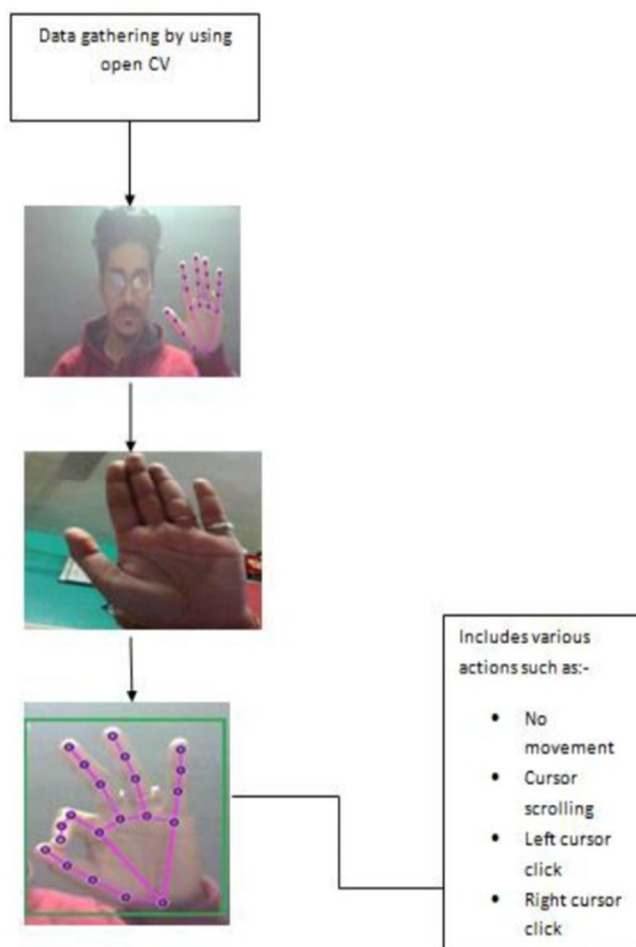 Data gathering by using
open CV
Includes various
actions such as:-
• No
movement
• Cursor
scrolling
• Left cursor
click
• Right cursor
click